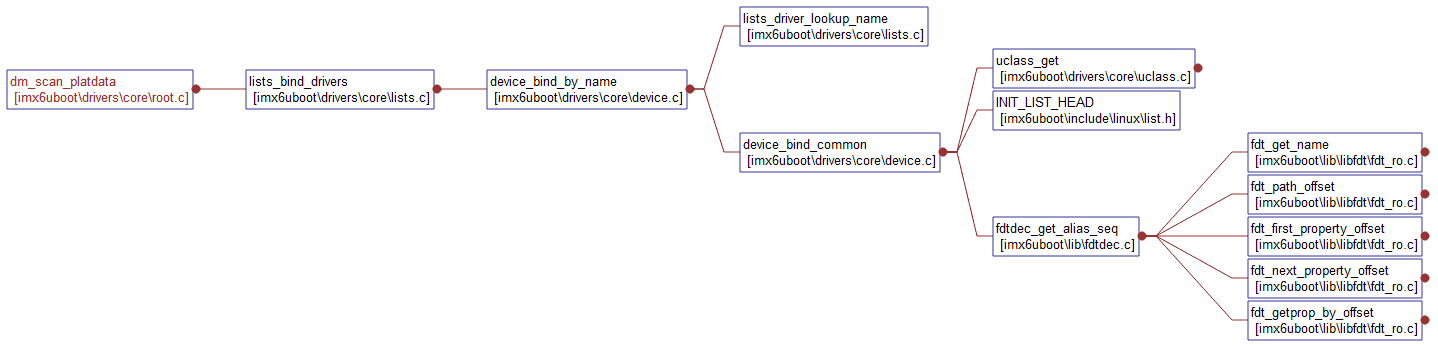 dm_scan_platdata
[imx6uboot\drivers\core\root.c]
lists_bind_drivers
[imx6uboot\drivers\core\lists.c]
device_bind_by_name
[imx6uboot\drivers\core\device.c]
lists_driver_lookup_name
[imx6uboot\drivers\core\lists.c]
device_bind_common
[imx6uboot\drivers\core\device.c]
uclass_get
[imx6uboot\drivers\core\uclass.c]
INIT_LIST_HEAD
[imx6uboot\include\linux\list.h]
fdtdec_get_alias_seq
[imx6uboot\lib\fdtdec.c]
fdt_get_name
[imx6uboot\lib\libfdt\fdt_ro.c]
fdt_path_offset
[imx6uboot\lib\libfdt\fdt_ro.c]
fdt_first_property_offset
[imx6uboot\lib\libfdt\fdt_ro.c]
fdt_next_property_offset
[imx6uboot\lib\libfdt\fdt_ro.c]
fdt_getprop_by_offset
[imx6uboot\lib\libfdt\fdt_ro.c]